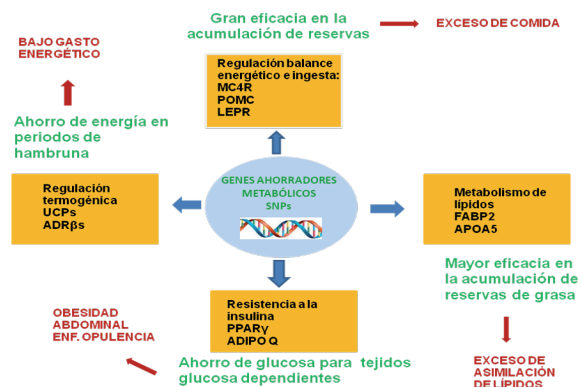 Gran eficacia en la
acumulación de reservas
EXCESO DE COMIDA
BAJO GASTO
ENERGÉTICO
Regulación balance
energético e ingesta:
MC4R
POMC
LEPR
Ahorro de energía en
periodos de
hambruna
GENES AHORRADORES
METABÓLICOS
SNPs
Regulación
termogénica
UCPs
ADRβs
Metabolismo de
lípidos
FABP2
APOA5
Mayor eficacia en
la acumulación de
reservas de grasa
Resistencia a la
insulina
PPARγ
ADIPO Q
OBESIDAD
ABDOMINAL
ENF. OPULENCIA
Ahorro de glucosa para tejidos
glucosa dependientes
EXCESO DE
ASIMILACIÓN
DE LÍPIDOS